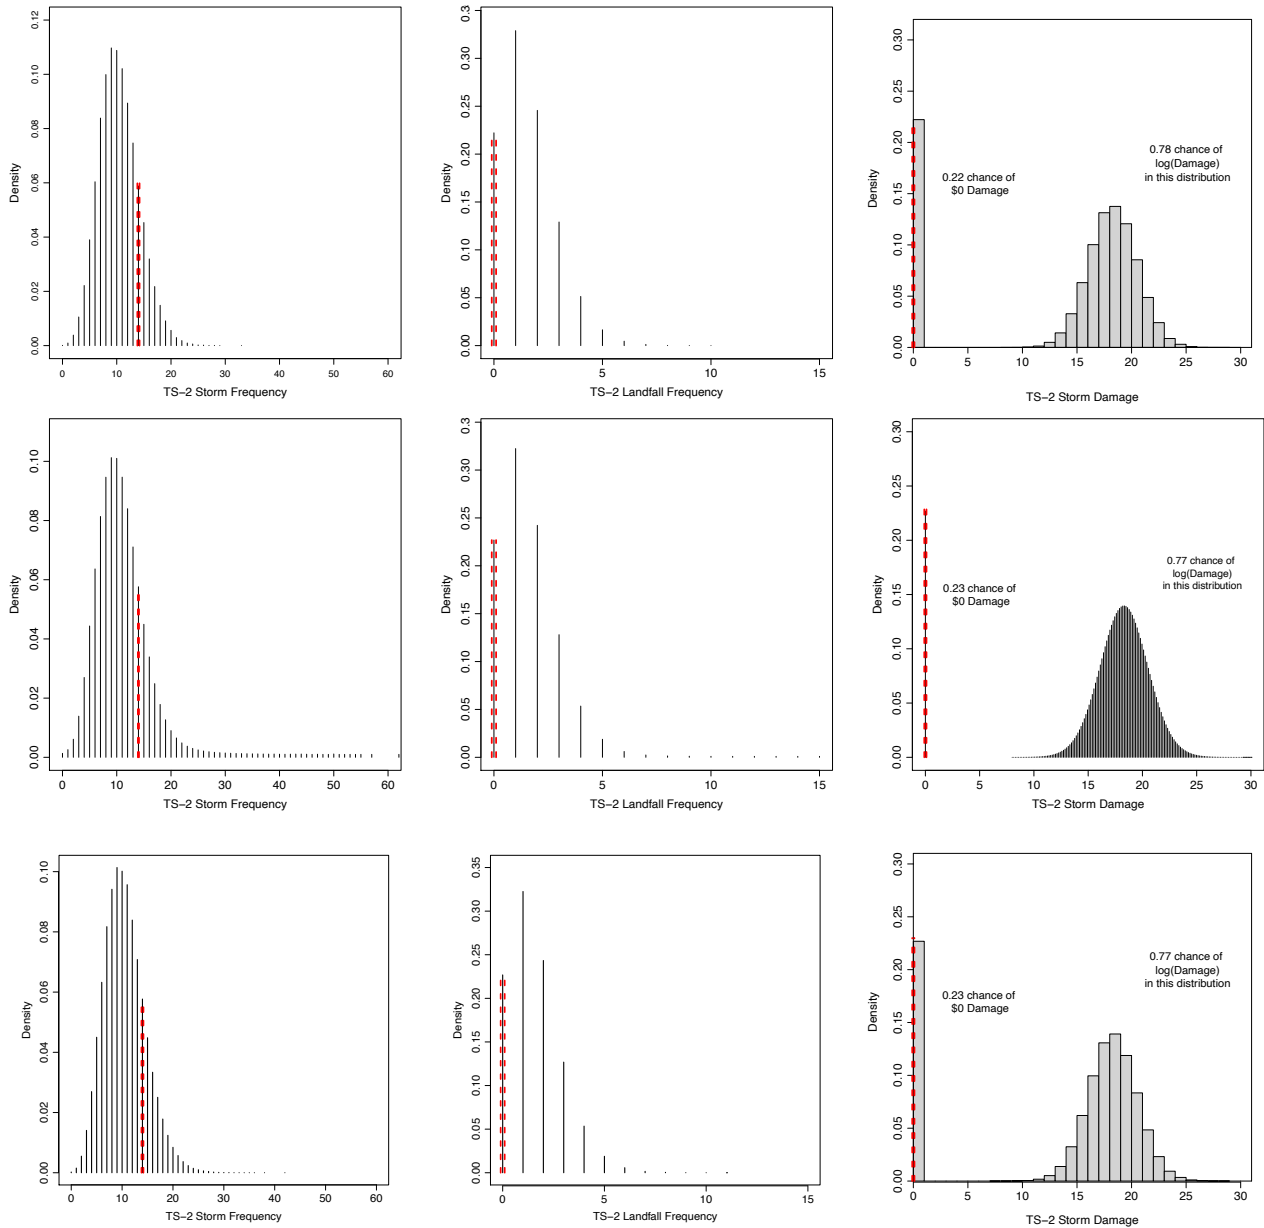 0.00 0.02 0.04 0.06 0.08 0.10 0.12
Density
0 10 20 30 40 50 60
TS−2 Storm Frequency
0.00 0.05 0.10 0.15 0.20 0.25 0.3
Density
0 5 10 15
TS−2 Landfall Frequency
0.00 0.05 0.10 0.15 0.20 0.25 0.30
Density
0.22 chance of
$0 Damage
0.78 chance of
log(Damage)
in this distribution
0 5 10 15 20 25 30
TS−2 Storm Damage
0.00 0.02 0.04 0.06 0.08 0.10
Density
0 10 20 30 40 50 60
TS−2 Storm Frequency
0.00 0.05 0.10 0.15 0.20 0.25 0.3
Density
0 5 10 15
TS−2 Landfall Frequency
0.00 0.05 0.10 0.15 0.20 0.25 0.30
Density
0.23 chance of
$0 Damage
0.77 chance of
log(Damage)
in this distribution
0 5 10 15 20 25 30
TS−2 Storm Damage
0.00 0.02 0.04 0.06 0.08 0.10
Density
0 10 20 30 40 50 60
TS−2 Storm Frequency
0.00 0.05 0.10 0.15 0.20 0.25 0.30 0.35
Density
0 5 10 15
TS−2 Landfall Frequency
0.00 0.05 0.10 0.15 0.20 0.25 0.30
Density
0.23 chance of
$0 Damage
0.77 chance of
log(Damage)
in this distribution
0 5 10 15 20 25 30
TS−2 Storm Damage